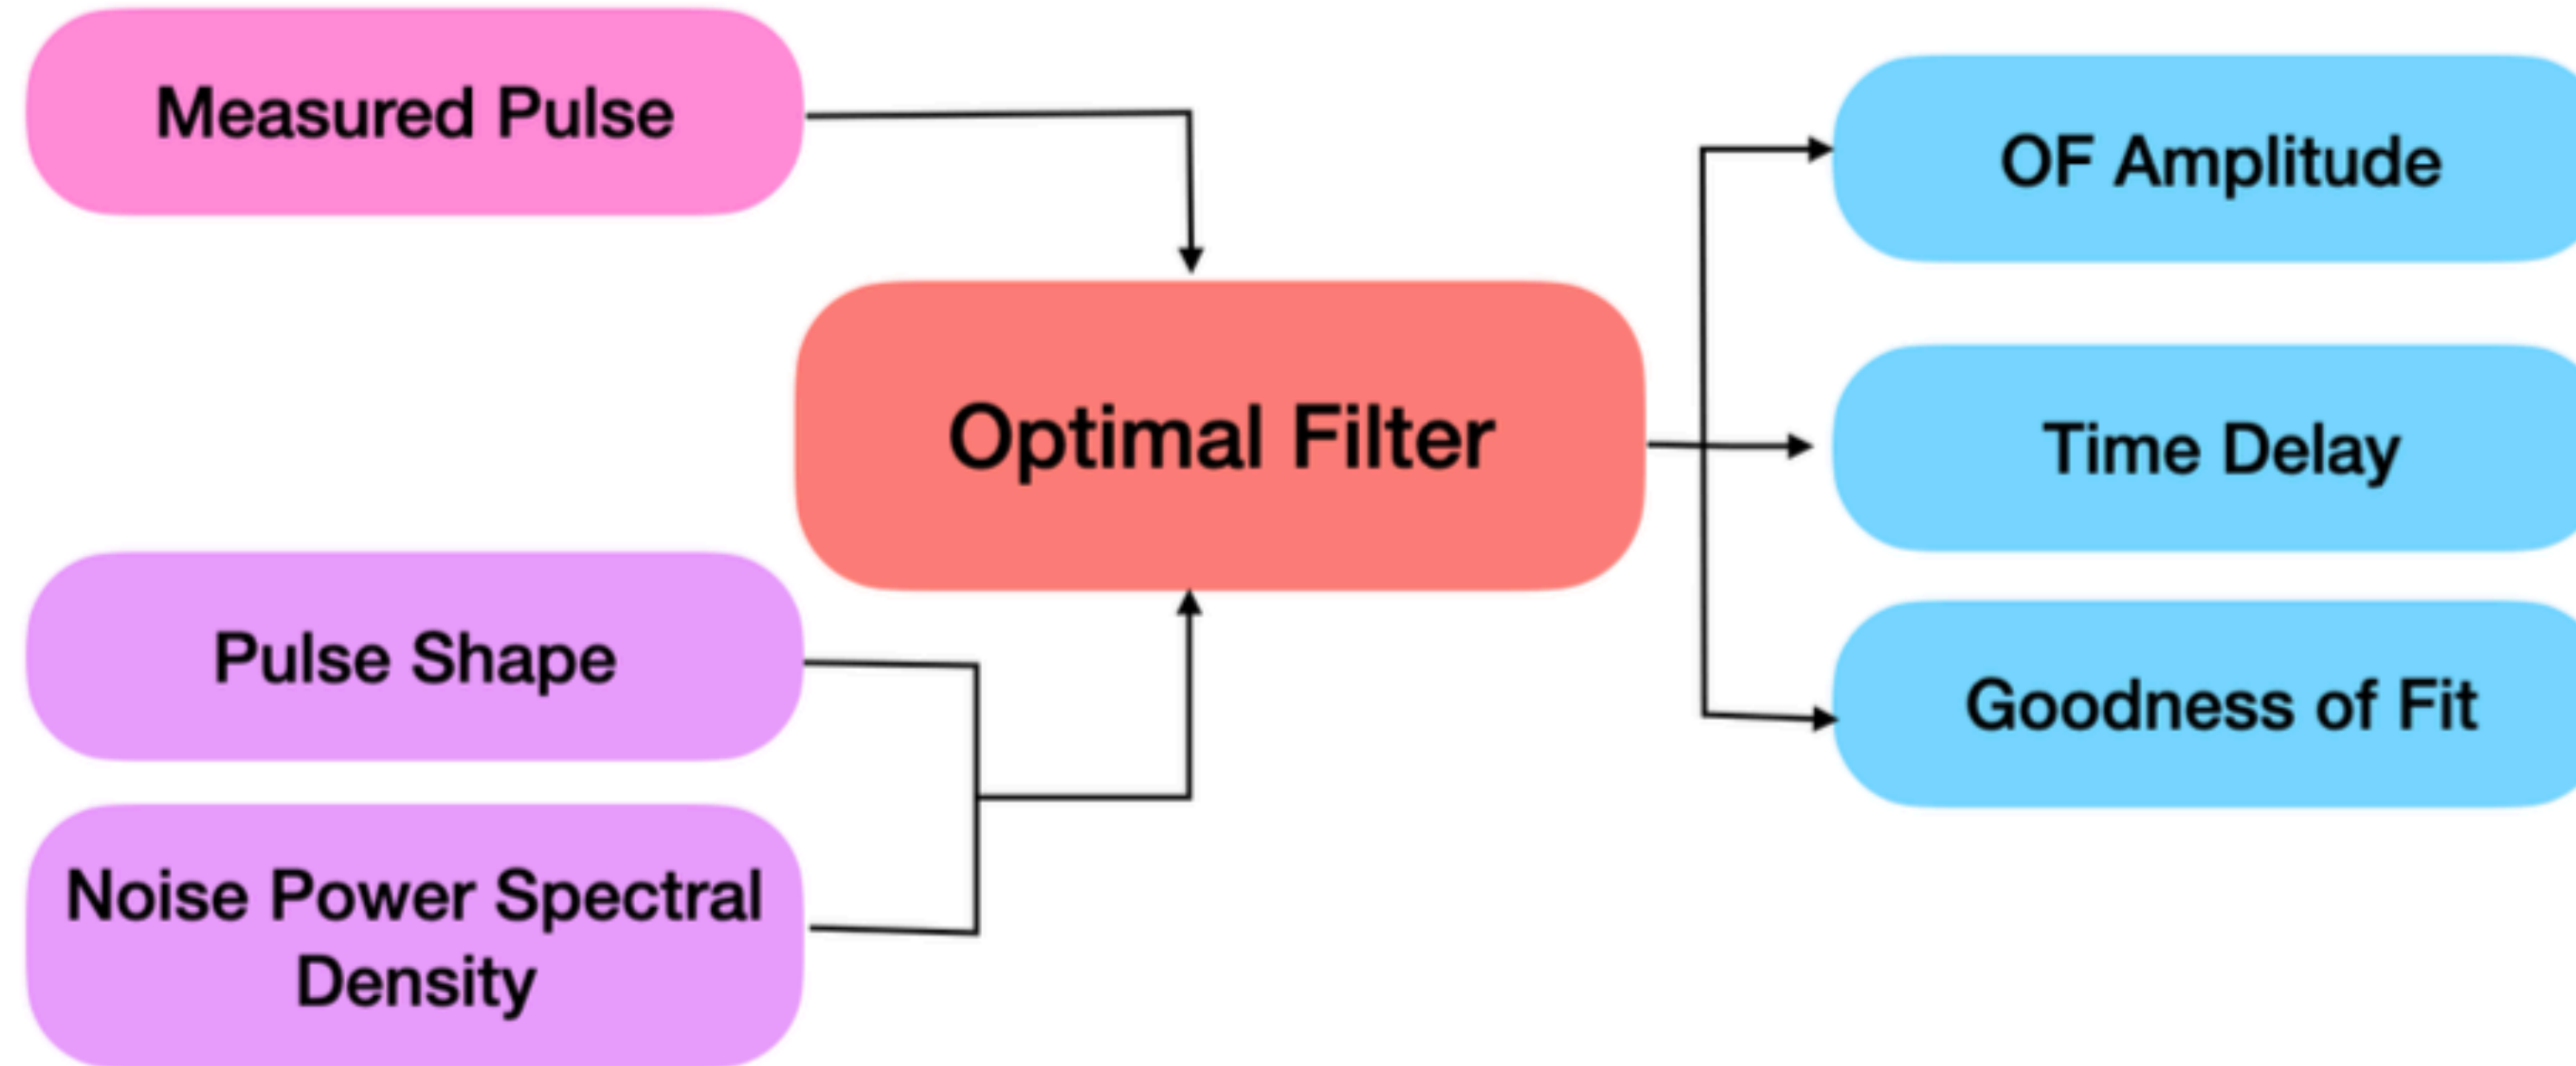 Measured Pulse
Optimal Filter
Pulse Shape
Noise Power Spectral
Density
OF Amplitude
Time Delay
Goodness of Fit